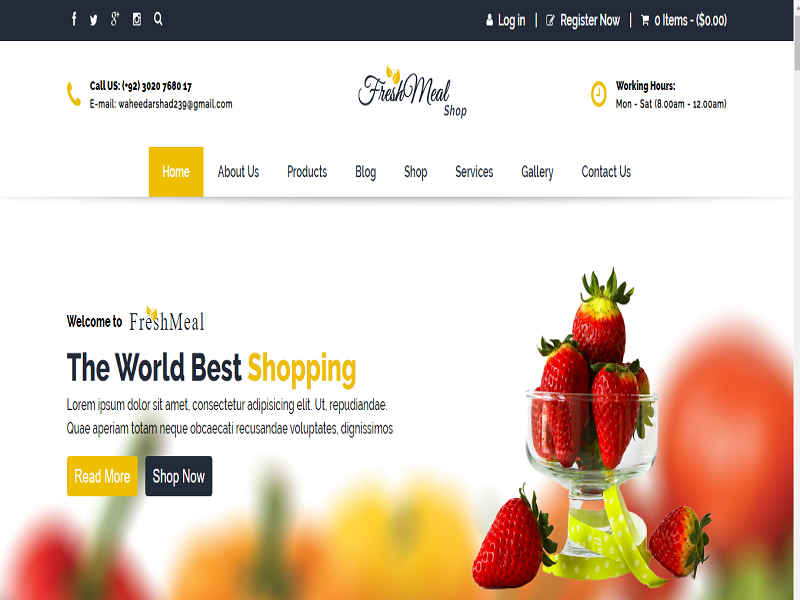 Log in | Register Now | 0 Items - ($0.00)
Call US: (+92) 3020 7680 17
E-mail: waheedarshad239@gmail.com
FreshMeal
Shop
Working Hours:
Mon - Sat (8.00am - 12.00am)
Home About Us Products Blog Shop Services Gallery Contact Us
Welcome to FreshMeal
The World Best Shopping
Lorem ipsum dolor sit amet, consectetur adipisicing elit. Ut, repudiandae.
Quae aperiam totam neque obcaecati recusandae voluptates, dignissimos
Read More Shop Now